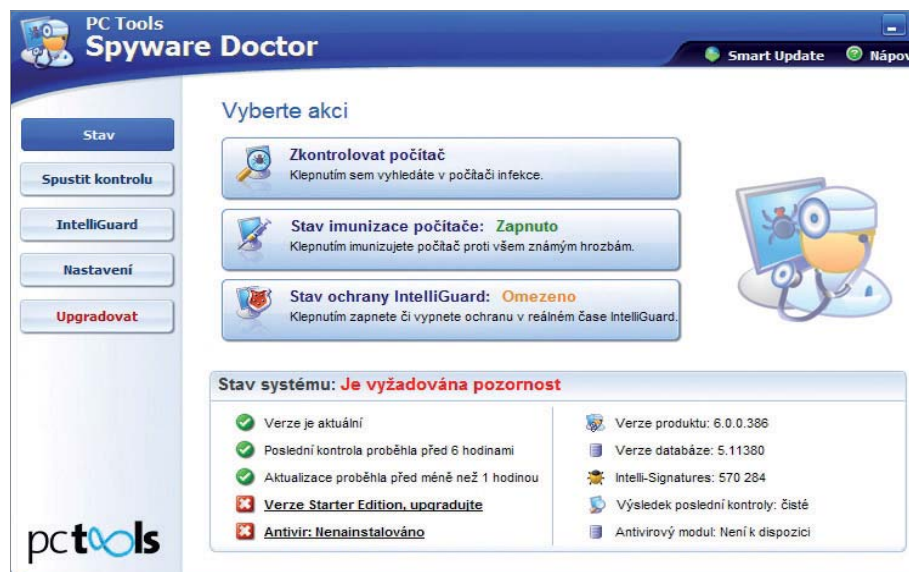 PC Tools
Spyware Doctor
Smart Update
Nápov
Stav
Spustit kontrolu
IntelliGuard
Nastavení
Upgradovat
Vyberte akci
Zkontrolovat počítač
Klepnutím sem vyhledáte v počítači infekce.
Stav imunizace počítače: Zapnuto
Klepnutím imunizujete počítač proti všem známým hrozbám.
Stav ochrany IntelliGuard: Omezeno
Klepnutím zapnete či vypnete ochranu v reálném čase IntelliGuard.
Stav systému: Je vyžadována pozornost
Verze je aktuální
Poslední kontrola proběhla před 6 hodinami
Aktualizace proběhla před méně než 1 hodinou
Verze Starter Edition, upgradujte
Antivir: Nenainstalováno
Verze produktu: 6.0.0.386
Verze databáze: 5.11380
Intelli-Signatures: 570 284
Výsledek poslední kontroly: čisté
Antivirový modul: Není k dispozici
pctools